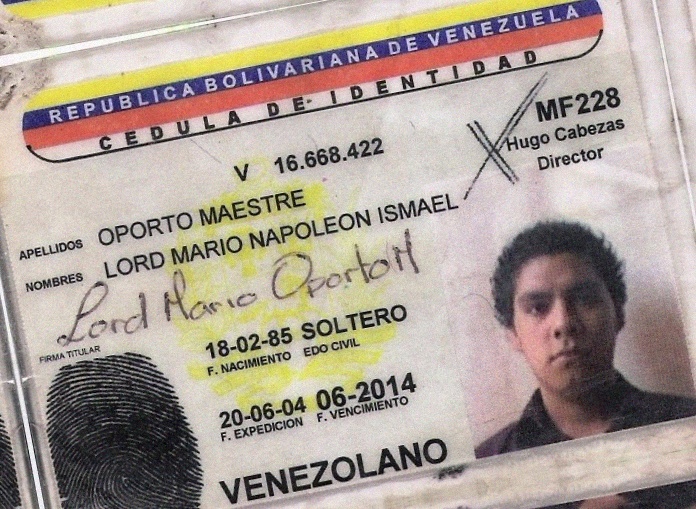 REPUBLICA BOLIVARIANA DE VENEZUELA
CEDULA DE IDENTIDAD
V 16.668.422
MF228
Hugo Cabezas
Director
APELLIDOS OPORTO MAESTRE
NOMBRES LORD MARIO NAPOLEON ISMAEL
Lord Mario Oporto M
FIRMA TITULAR
18-02-85 SOLTERO
F. NACIMIENTO EDO CIVIL
20-06-04 06-2014
F. EXPEDICION F. VENCIMIENTO
VENEZOLANO